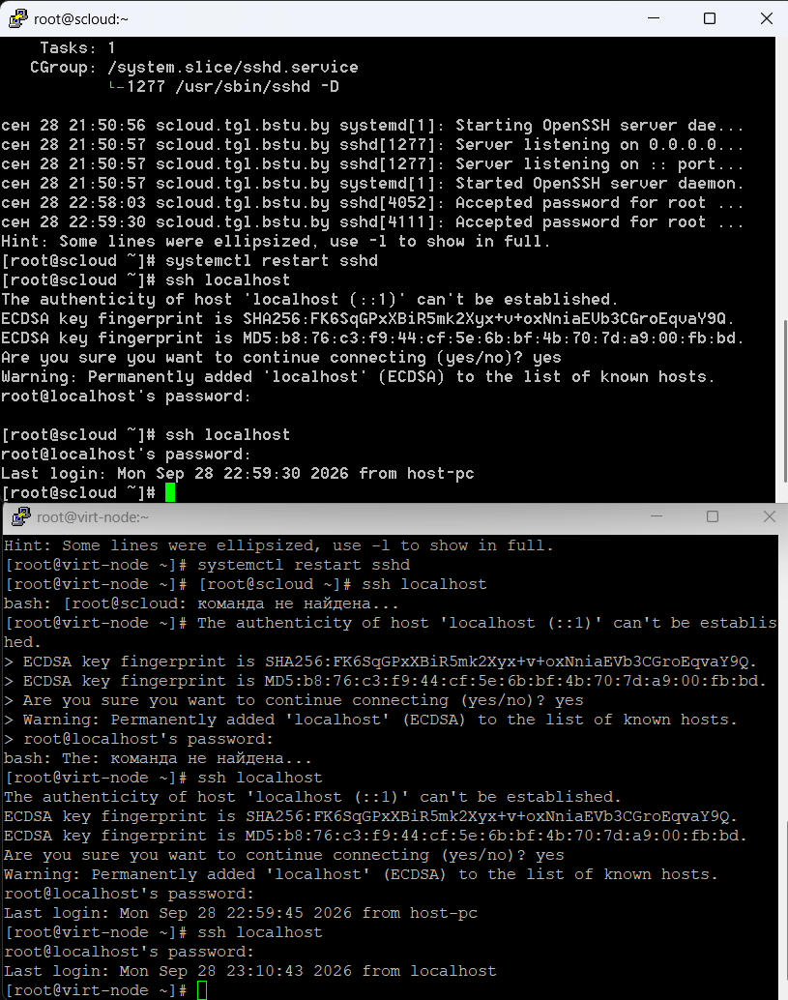 root@scloud:~
Tasks: 1
CGroup: /system.slice/sshd.service
└─1277 /usr/sbin/sshd -D
сен 28 21:50:56 scloud.tgl.bstu.by systemd[1]: Starting OpenSSH server dae...
сен 28 21:50:57 scloud.tgl.bstu.by sshd[1277]: Server listening on 0.0.0.0...
сен 28 21:50:57 scloud.tgl.bstu.by sshd[1277]: Server listening on :: port...
сен 28 21:50:57 scloud.tgl.bstu.by systemd[1]: Started OpenSSH server daemon.
сен 28 22:58:03 scloud.tgl.bstu.by sshd[4052]: Accepted password for root ...
сен 28 22:59:30 scloud.tgl.bstu.by sshd[4111]: Accepted password for root ...
Hint: Some lines were ellipsized, use -l to show in full.
[root@scloud ~]# systemctl restart sshd
[root@scloud ~]# ssh localhost
The authenticity of host 'localhost (::1)' can't be established.
ECDSA key fingerprint is SHA256:FK6SqGPxXBiR5mk2Xyx+v+oxNniaEVb3CGroEqvaY9Q.
ECDSA key fingerprint is MD5:b8:76:c3:f9:44:cf:5e:6b:bf:4b:70:7d:a9:00:fb:bd.
Are you sure you want to continue connecting (yes/no)? yes
Warning: Permanently added 'localhost' (ECDSA) to the list of known hosts.
root@localhost's password:
[root@scloud ~]# ssh localhost
root@localhost's password:
Last login: Mon Sep 28 22:59:30 2026 from host-pc
[root@scloud ~]#
root@virt-node:~
Hint: Some lines were ellipsized, use -l to show in full.
[root@virt-node ~]# systemctl restart sshd
[root@virt-node ~]# [root@scloud ~]# ssh localhost
bash: [root@scloud: команда не найдена...
[root@virt-node ~]# The authenticity of host 'localhost (::1)' can't be establis
hed.
> ECDSA key fingerprint is SHA256:FK6SqGPxXBiR5mk2Xyx+v+oxNniaEVb3CGroEqvaY9Q.
> ECDSA key fingerprint is MD5:b8:76:c3:f9:44:cf:5e:6b:bf:4b:70:7d:a9:00:fb:bd.
> Are you sure you want to continue connecting (yes/no)? yes
> Warning: Permanently added 'localhost' (ECDSA) to the list of known hosts.
> root@localhost's password:
bash: The: команда не найдена...
[root@virt-node ~]# ssh localhost
The authenticity of host 'localhost (::1)' can't be established.
ECDSA key fingerprint is SHA256:FK6SqGPxXBiR5mk2Xyx+v+oxNniaEVb3CGroEqvaY9Q.
ECDSA key fingerprint is MD5:b8:76:c3:f9:44:cf:5e:6b:bf:4b:70:7d:a9:00:fb:bd.
Are you sure you want to continue connecting (yes/no)? yes
Warning: Permanently added 'localhost' (ECDSA) to the list of known hosts.
root@localhost's password:
Last login: Mon Sep 28 22:59:45 2026 from host-pc
[root@virt-node ~]# ssh localhost
root@localhost's password:
Last login: Mon Sep 28 23:10:43 2026 from localhost
[root@virt-node ~]#